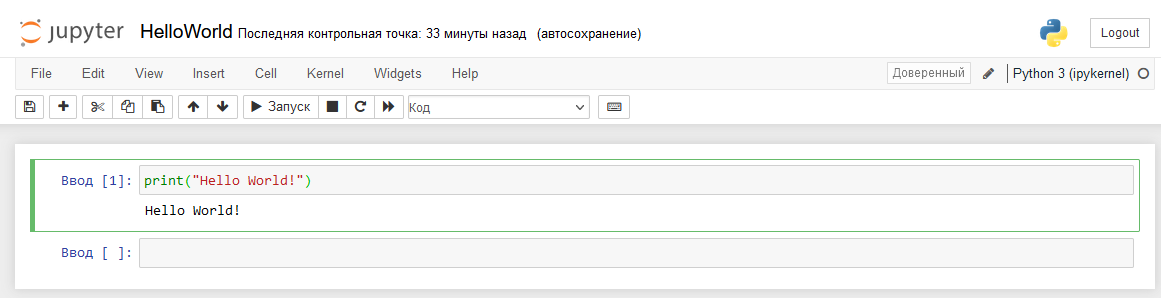 jupyter HelloWorld Последняя контрольная точка: 33 минуты назад (автосохранение) Logout
File Edit View Insert Cell Kernel Widgets Help Доверенный Python 3 (ipykernel)
Запуск Код
Ввод [1]: print("Hello World!")
Hello World!
Ввод [ ]: